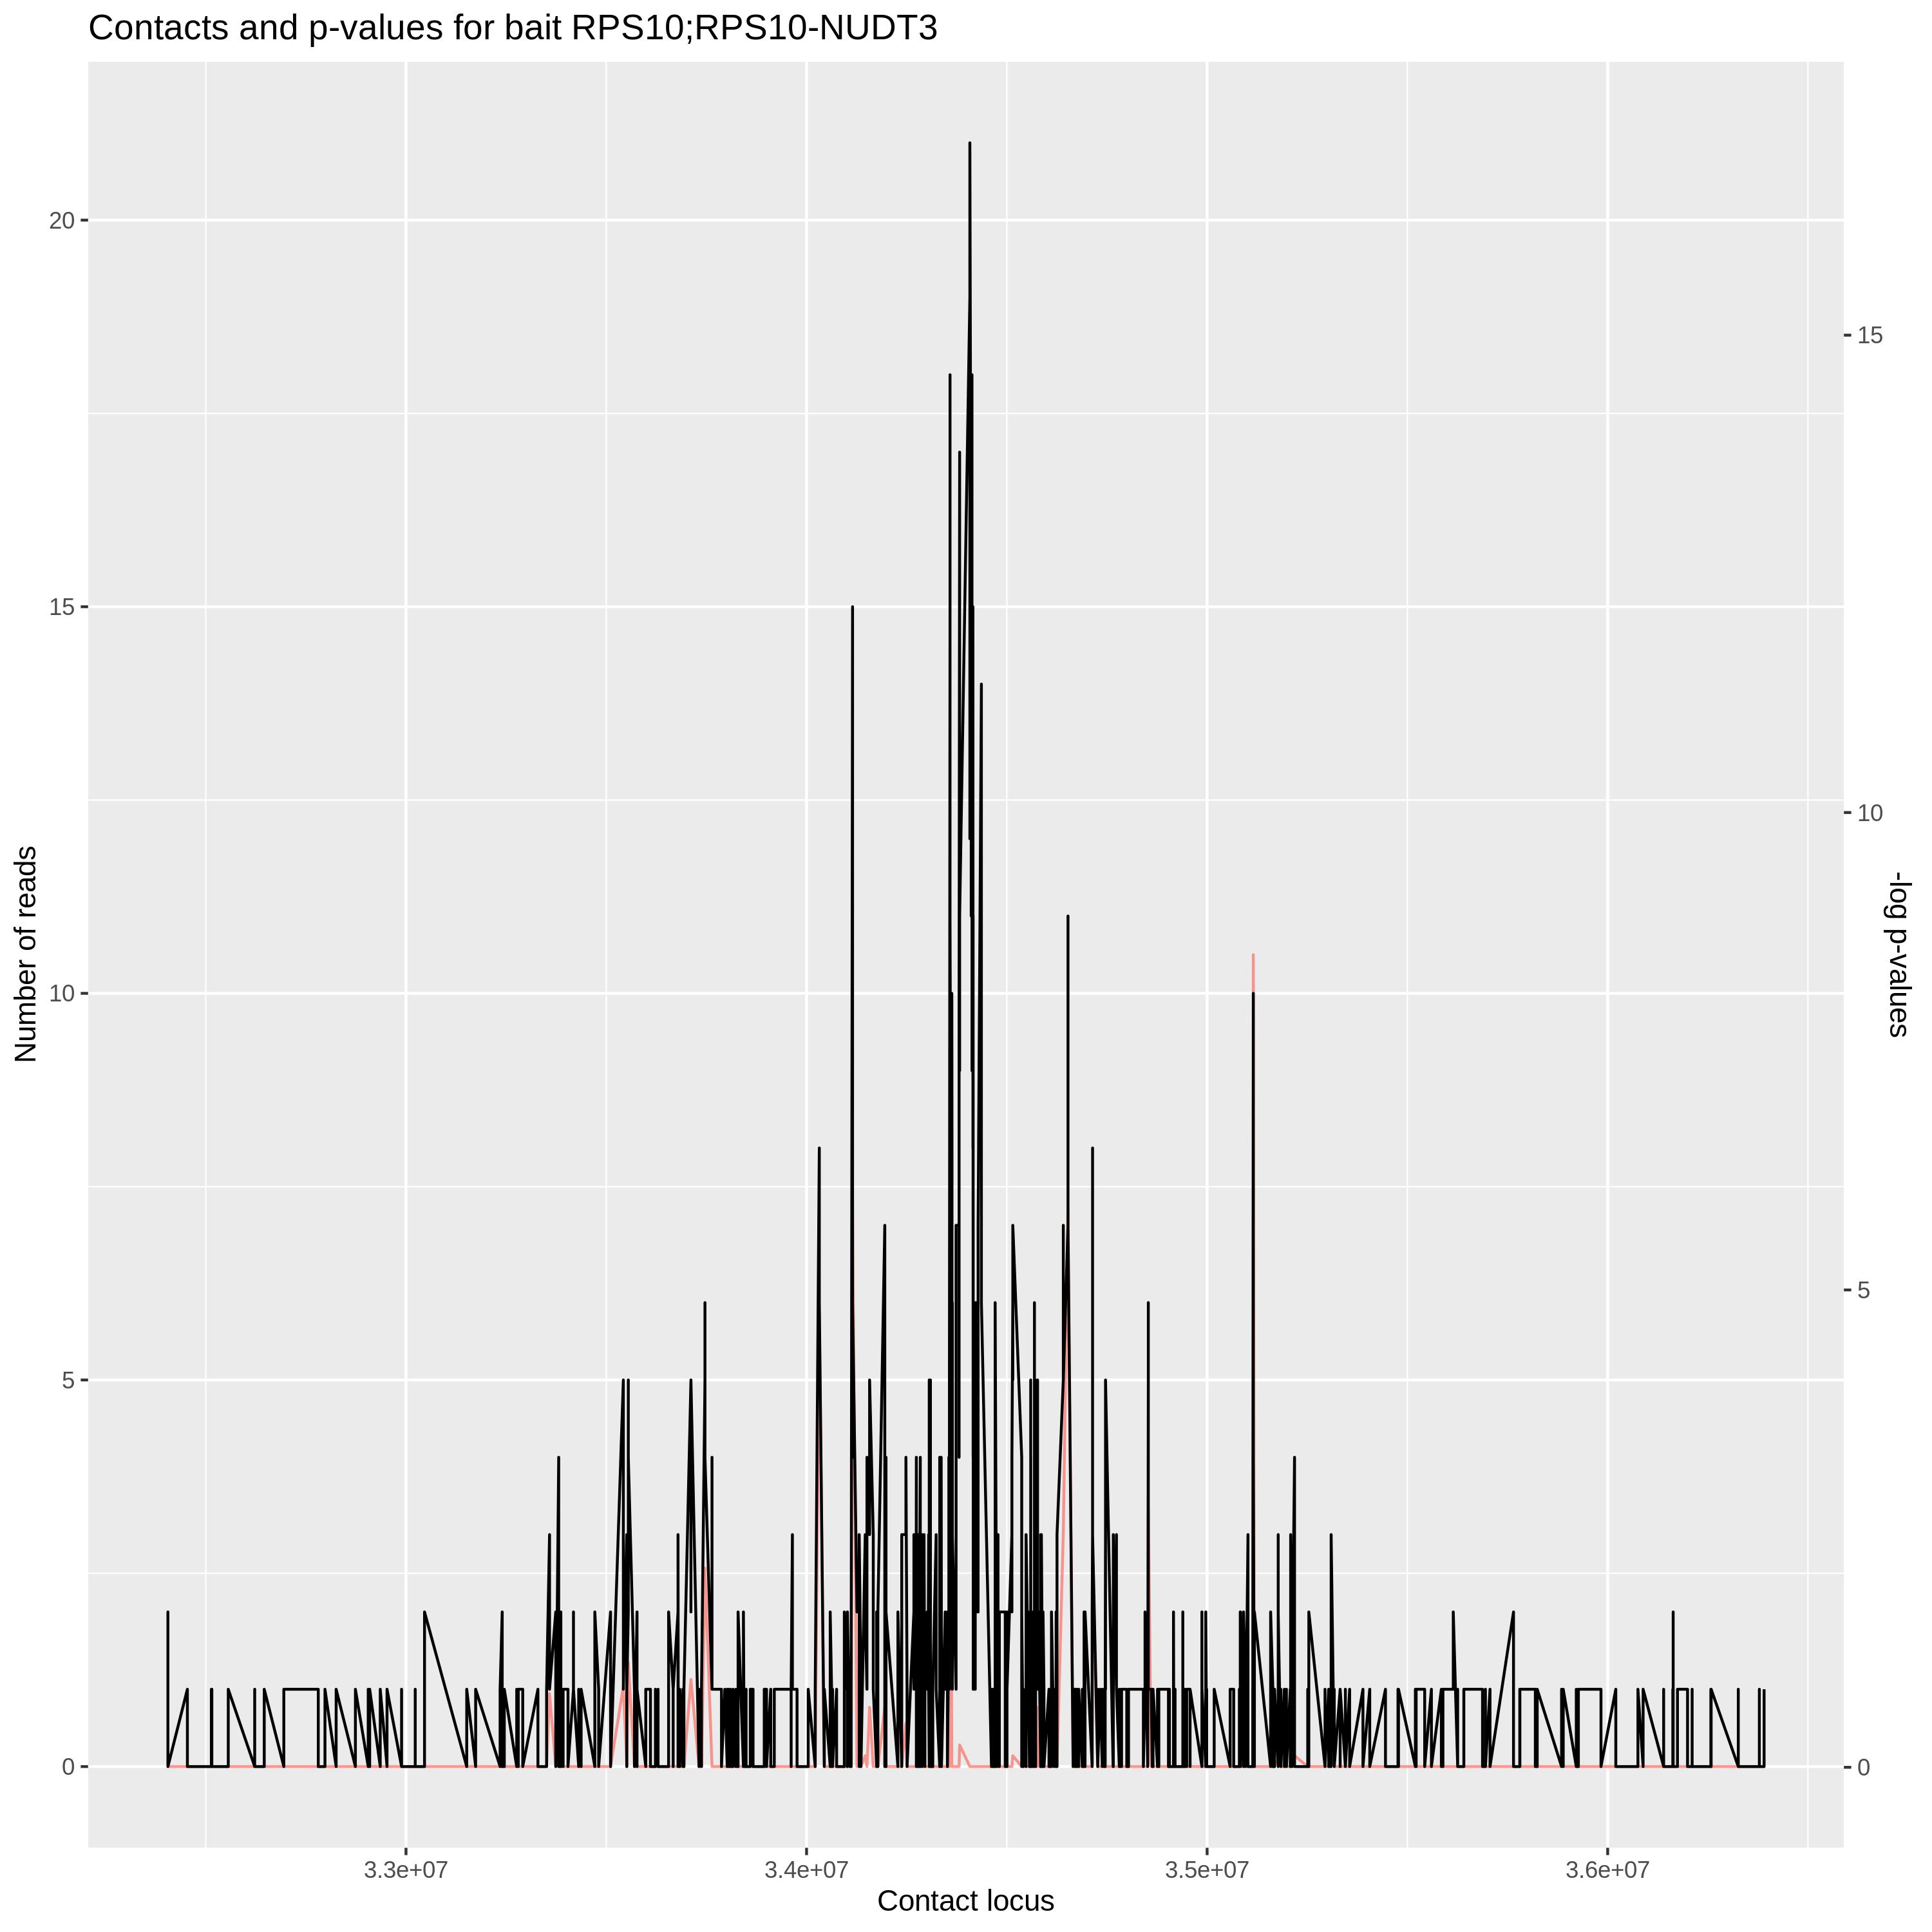 Contacts and p-values for bait RPS10;RPS10-NUDT3
20
15
10
5
0
Number of reads
15
10
5
0
-log p-values
3.3e+07 3.4e+07 3.5e+07 3.6e+07
Contact locus